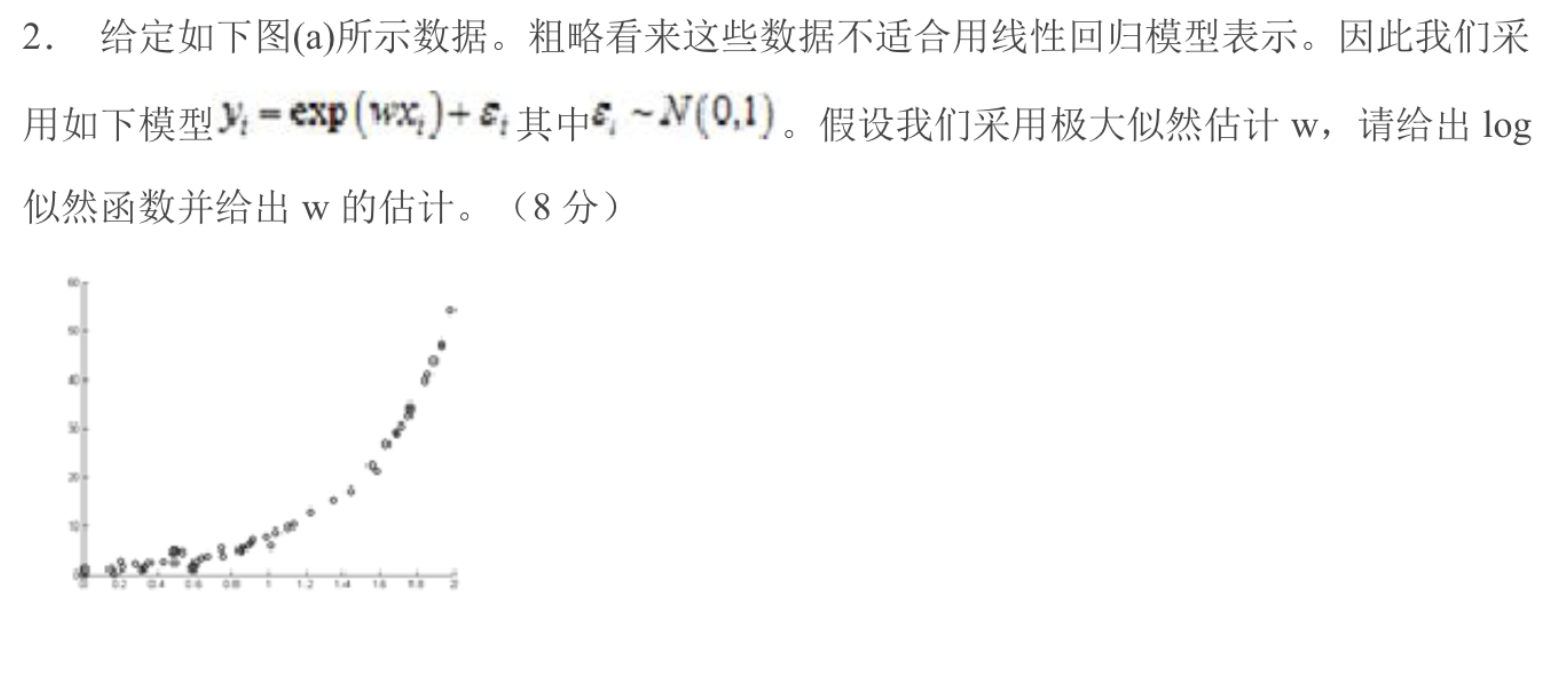 2. 给定如下图(a)所示数据。粗略看来这些数据不适合用线性回归模型表示。因此我们采
用如下模型 y_i = exp(wx_i) + ε_i 其中 ε_i ~ N(0,1) 。假设我们采用极大似然估计 w，请给出 log
似然函数并给出 w 的估计。（8 分）
60
50
40
30
20
10
0
0 0.2 0.4 0.6 0.8 1 1.2 1.4 1.6 1.8 2